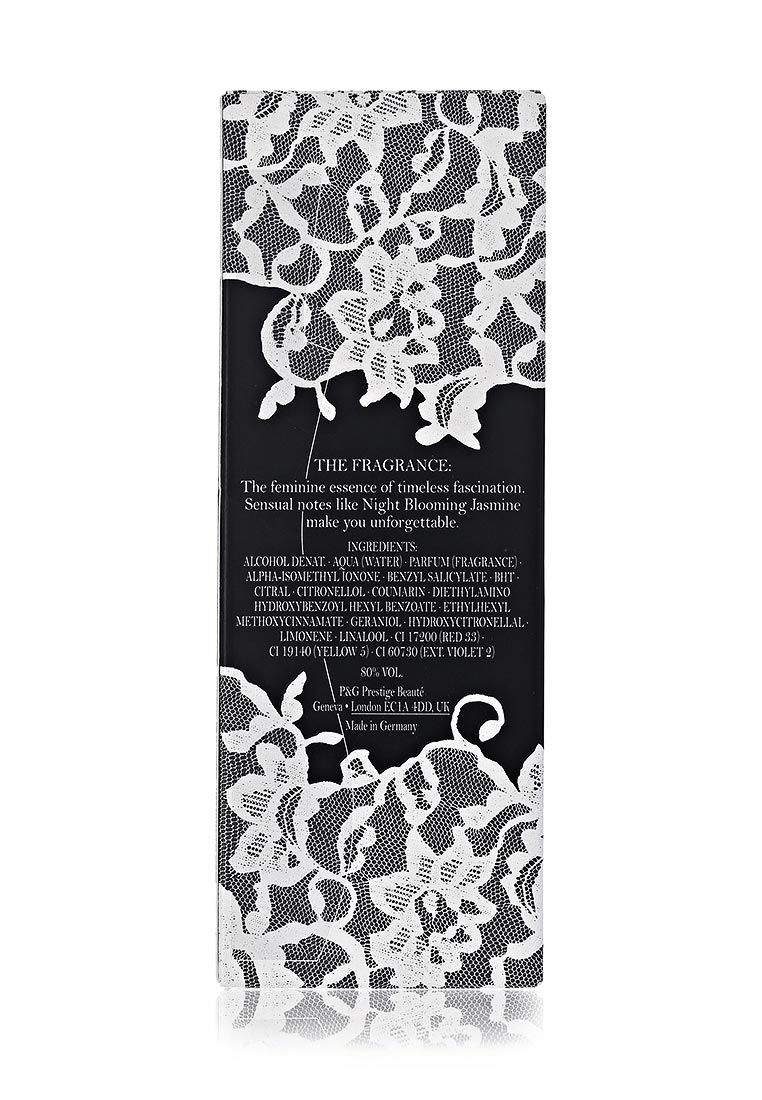 THE FRAGRANCE:
The feminine essence of timeless fascination.
Sensual notes like Night Blooming Jasmine
make you unforgettable.
INGREDIENTS:
ALCOHOL DENAT. · AQUA (WATER) · PARFUM (FRAGRANCE) ·
ALPHA-ISOMETHYL IONONE · BENZYL SALICYLATE · BHT ·
CITRAL · CITRONELLOL · COUMARIN · DIETHYLAMINO
HYDROXYBENZOYL HEXYL BENZOATE · ETHYLHEXYL
METHOXYCINNAMATE · GERANIOL · HYDROXYCITRONELLAL ·
LIMONENE · LINALOOL · CI 17200 (RED 33) ·
CI 19140 (YELLOW 5) · CI 60730 (EXT. VIOLET 2)
80% VOL.
P&G Prestige Beauté
Geneva • London EC1A 4DD, UK
Made in Germany